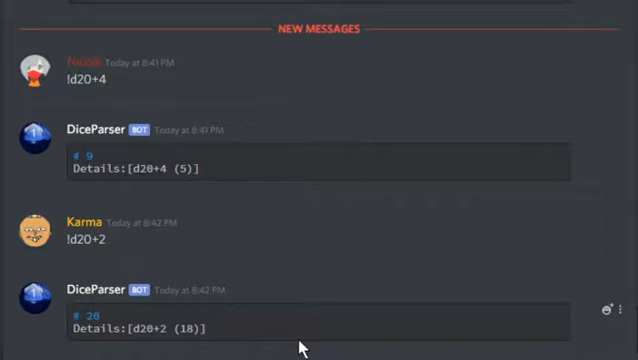 NEW MESSAGES
Nicole Today at 8:41 PM
!d20+4
DiceParser BOT Today at 8:41 PM
# 9
Details:[d20+4 (5)]
Karma Today at 8:42 PM
!d20+2
DiceParser BOT Today at 8:42 PM
# 20
Details:[d20+2 (18)]